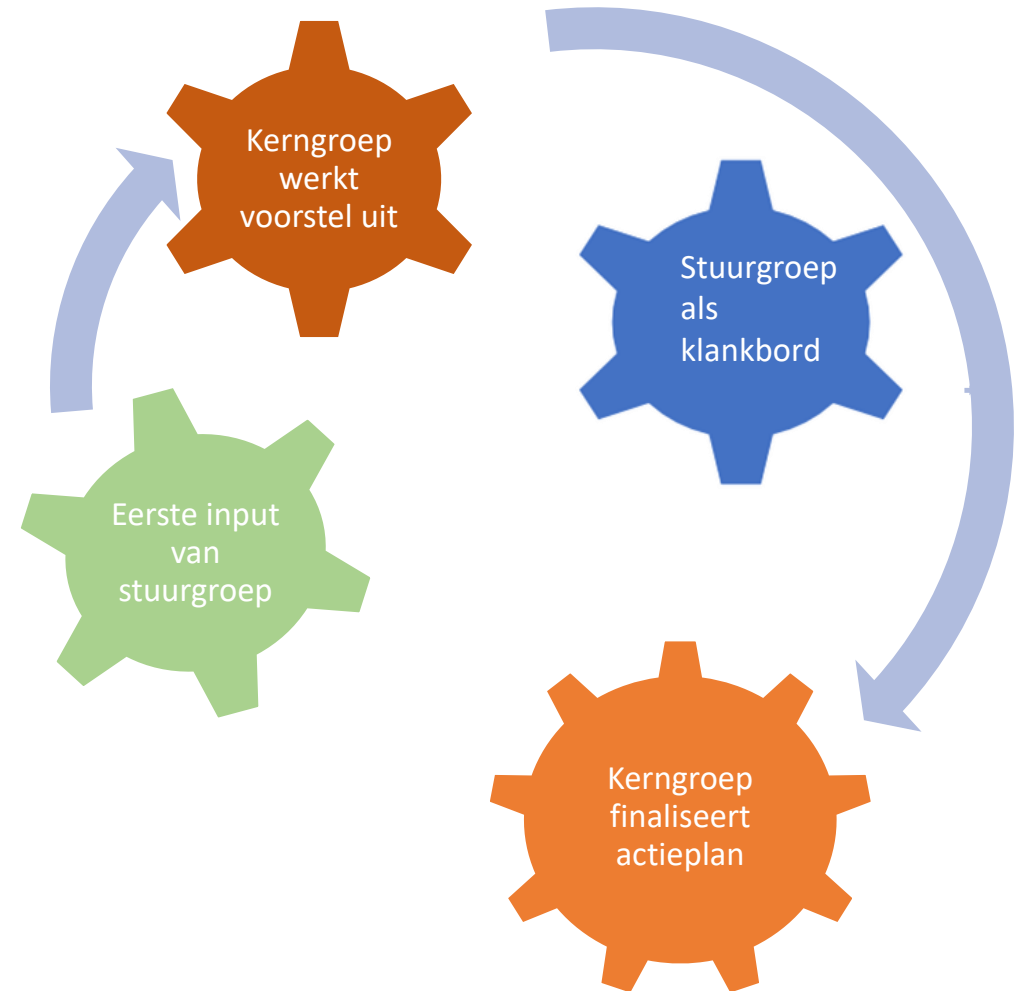 Kerngroep
werkt
voorstel uit
Stuurgroep
als
klankbord
Eerste input
van
stuurgroep
Kerngroep
finaliseert
actieplan